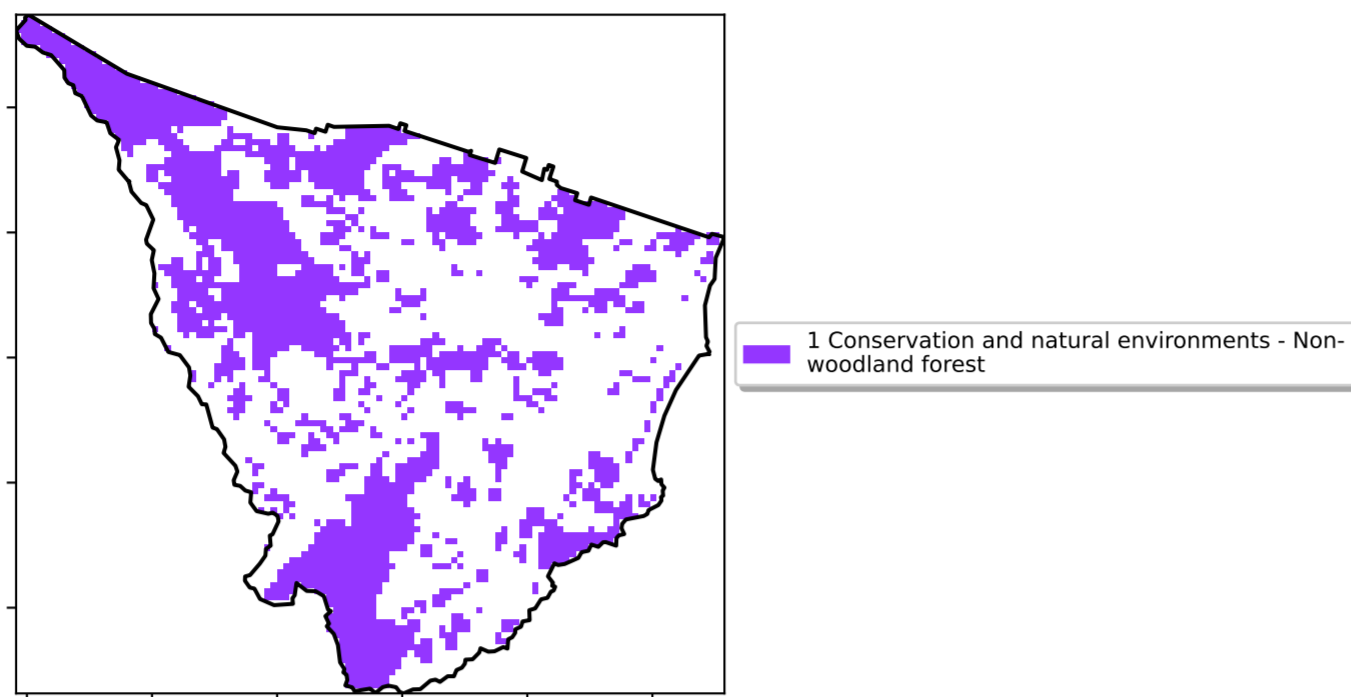 1 Conservation and natural environments - Non-
woodland forest